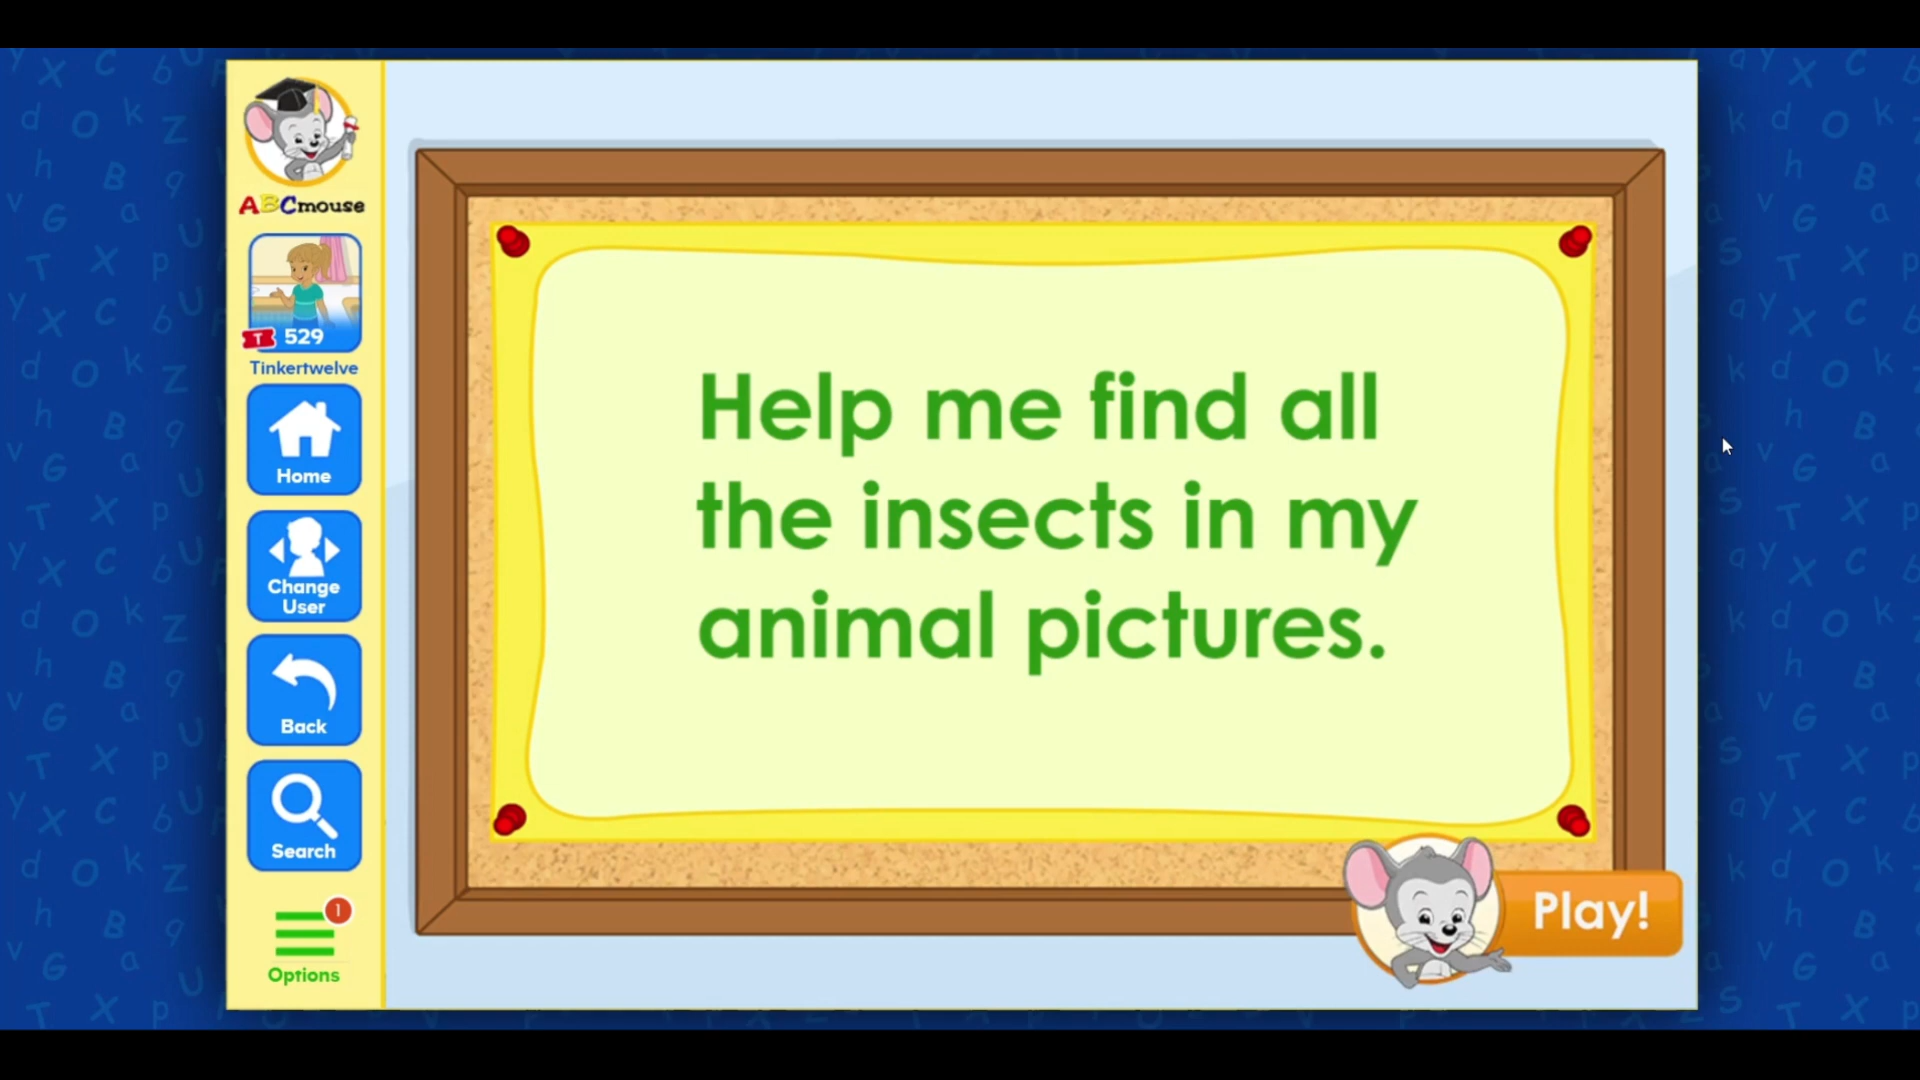 ABCmouse
T 529
Tinkertwelve
Home
Change
User
Back
Search
1
Options
Help me find all
the insects in my
animal pictures.
Play!